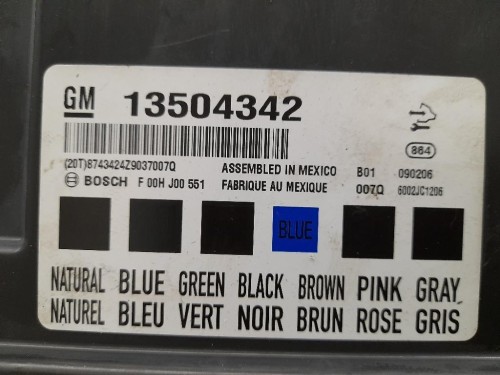 GM 13504342
864
(20T)8743424Z9037007Q ASSEMBLED IN MEXICO B01 090206
BOSCH F 00H J00 551 FABRIQUE AU MEXIQUE 007Q 6002JC1206
BLUE
NATURAL BLUE GREEN BLACK BROWN PINK GRAY
NATUREL BLEU VERT NOIR BRUN ROSE GRIS